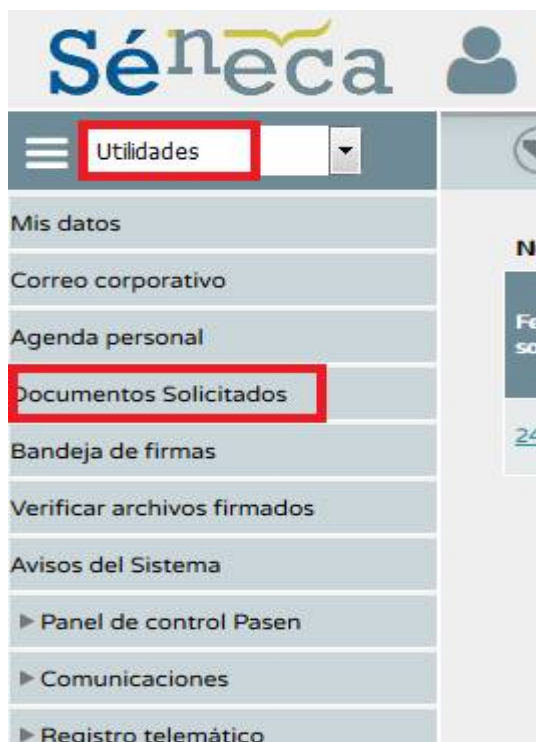 Séneca
Utilidades
Mis datos
Correo corporativo
Agenda personal
Documentos Solicitados
Bandeja de firmas
Verificar archivos firmados
Avisos del Sistema
Panel de control Pasen
Comunicaciones
Registro telemático
24